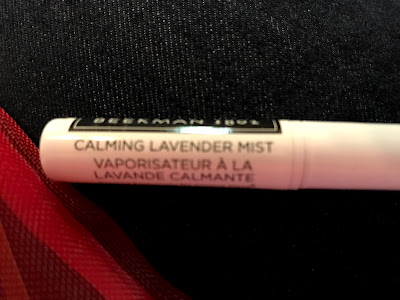 BEEKMAN 1802
CALMING LAVENDER MIST
VAPORISATEUR À LA
LAVANDE CALMANTE